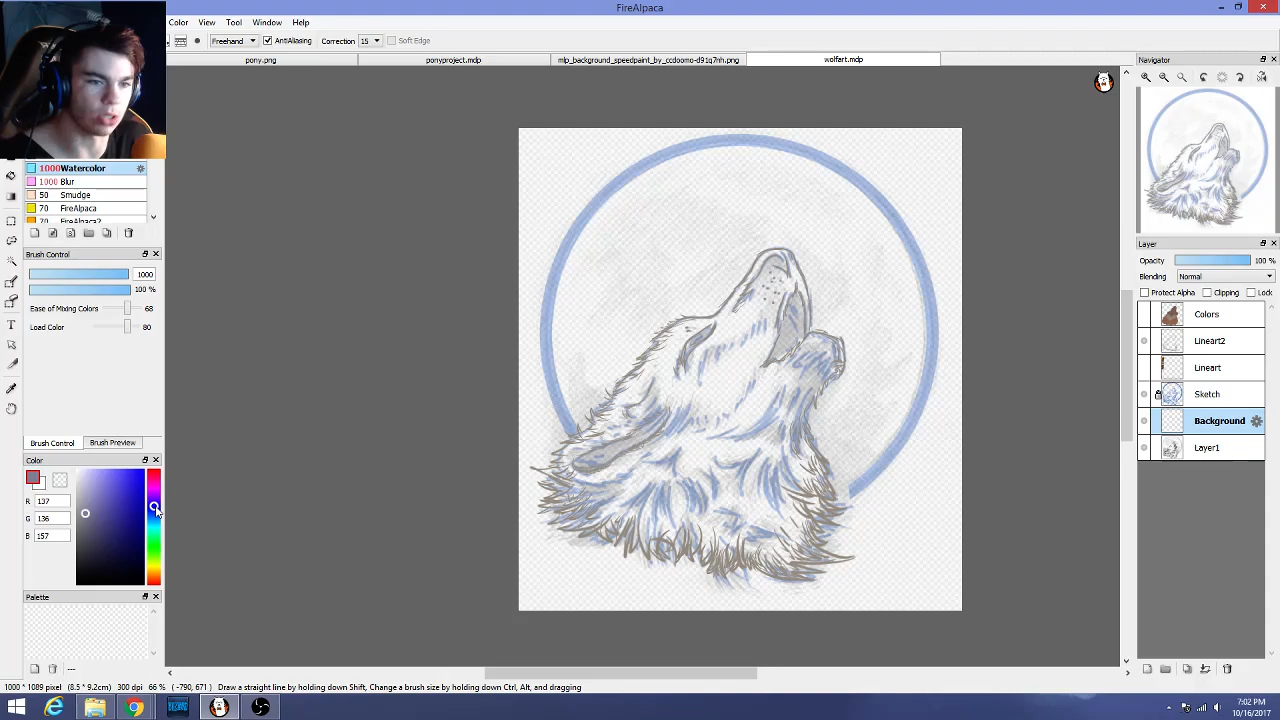 FireAlpaca
Color View Tool Window Help
Freehand AntiAliasing Correction 15 Soft Edge
pony.png ponyproject.mdp mlp_background_speedpaint_by_ccdoomo-d91q7nh.png wolfart.mdp
Navigator
1000 Watercolor
1000 Blur
50 Smudge
70 FireAlpaca
70 FireAlpaca2
Brush Control
1000
100 %
Ease of Mixing Colors 68
Load Color 80
Brush Control Brush Preview
Color
R 137
G 136
B 157
Palette
---
Layer
Opacity 100 %
Blending Normal
Protect Alpha Clipping Lock
Colors
Lineart2
Lineart
Sketch
Background
Layer1
1000 * 1089 pixel (8.5 * 9.2cm) 300 dpi 66 % (-790, 671) Draw a straight line by holding down Shift, Change a brush size by holding down Ctrl, Alt, and dragging
BLIZZARD
7:02 PM
10/16/2017